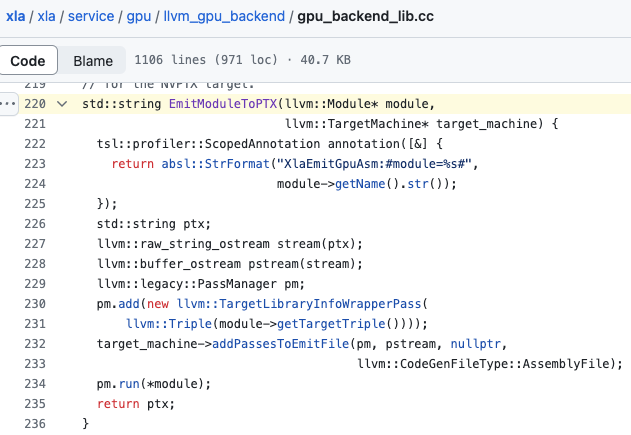 xla / xla / service / gpu / llvm_gpu_backend / gpu_backend_lib.cc
Code Blame 1106 lines (971 loc) · 40.7 KB
219 // for the NVPTX target.
220 std::string EmitModuleToPTX(llvm::Module* module,
221 llvm::TargetMachine* target_machine) {
222 tsl::profiler::ScopedAnnotation annotation([&] {
223 return absl::StrFormat("XlaEmitGpuAsm:#module=%s#",
224 module->getName().str());
225 });
226 std::string ptx;
227 llvm::raw_string_ostream stream(ptx);
228 llvm::buffer_ostream pstream(stream);
229 llvm::legacy::PassManager pm;
230 pm.add(new llvm::TargetLibraryInfoWrapperPass(
231 llvm::Triple(module->getTargetTriple())));
232 target_machine->addPassesToEmitFile(pm, pstream, nullptr,
233 llvm::CodeGenFileType::AssemblyFile);
234 pm.run(*module);
235 return ptx;
236 }